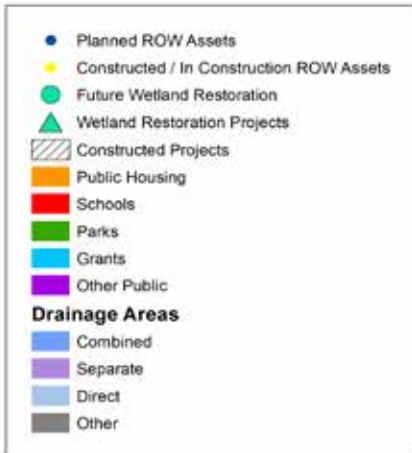 Planned ROW Assets
Constructed / In Construction ROW Assets
Future Wetland Restoration
Wetland Restoration Projects
Constructed Projects
Public Housing
Schools
Parks
Grants
Other Public
Drainage Areas
Combined
Separate
Direct
Other